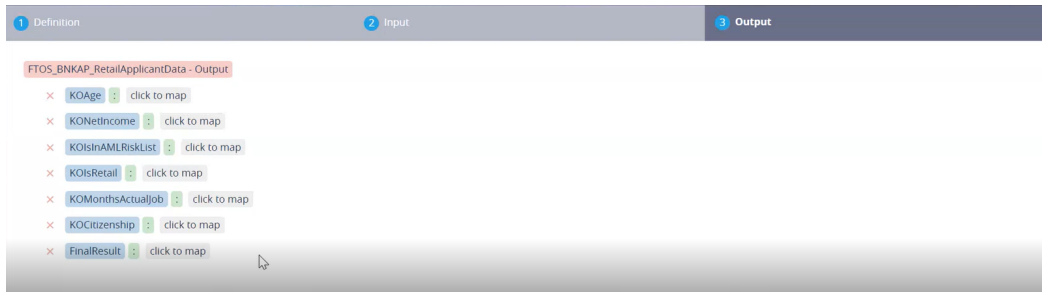 1 Definition 2 Input 3 Output
FTOS_BNKAP_RetailApplicantData - Output
× KOAge : click to map
× KONetIncome : click to map
× KOIsInAMLRiskList : click to map
× KOIsRetail : click to map
× KOMonthsActualJob : click to map
× KOCitizenship : click to map
× FinalResult : click to map